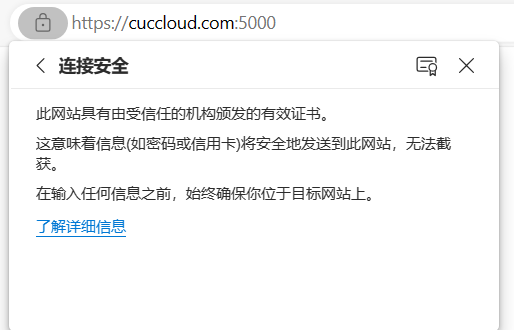 https://cuccloud.com:5000
连接安全
此网站具有由受信任的机构颁发的有效证书。
这意味着信息(如密码或信用卡)将安全地发送到此网站，无法截
获。
在输入任何信息之前，始终确保你位于目标网站上。
了解详细信息